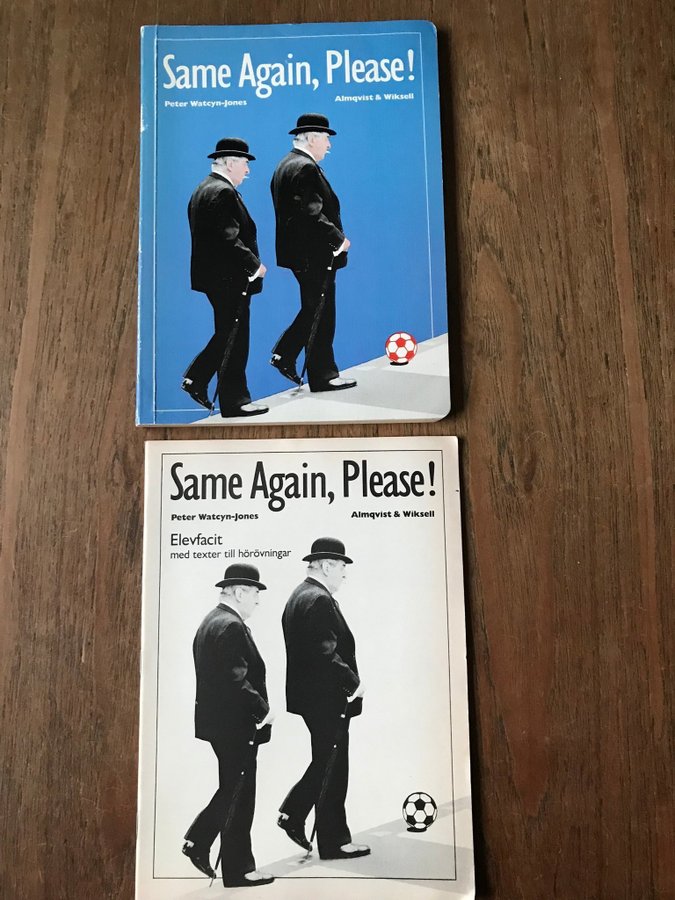 Same Again, Please!
Peter Watcyn-Jones Almqvist & Wiksell
Same Again, Please!
Peter Watcyn-Jones Almqvist & Wiksell
Elevfacit
med texter till hörövningar